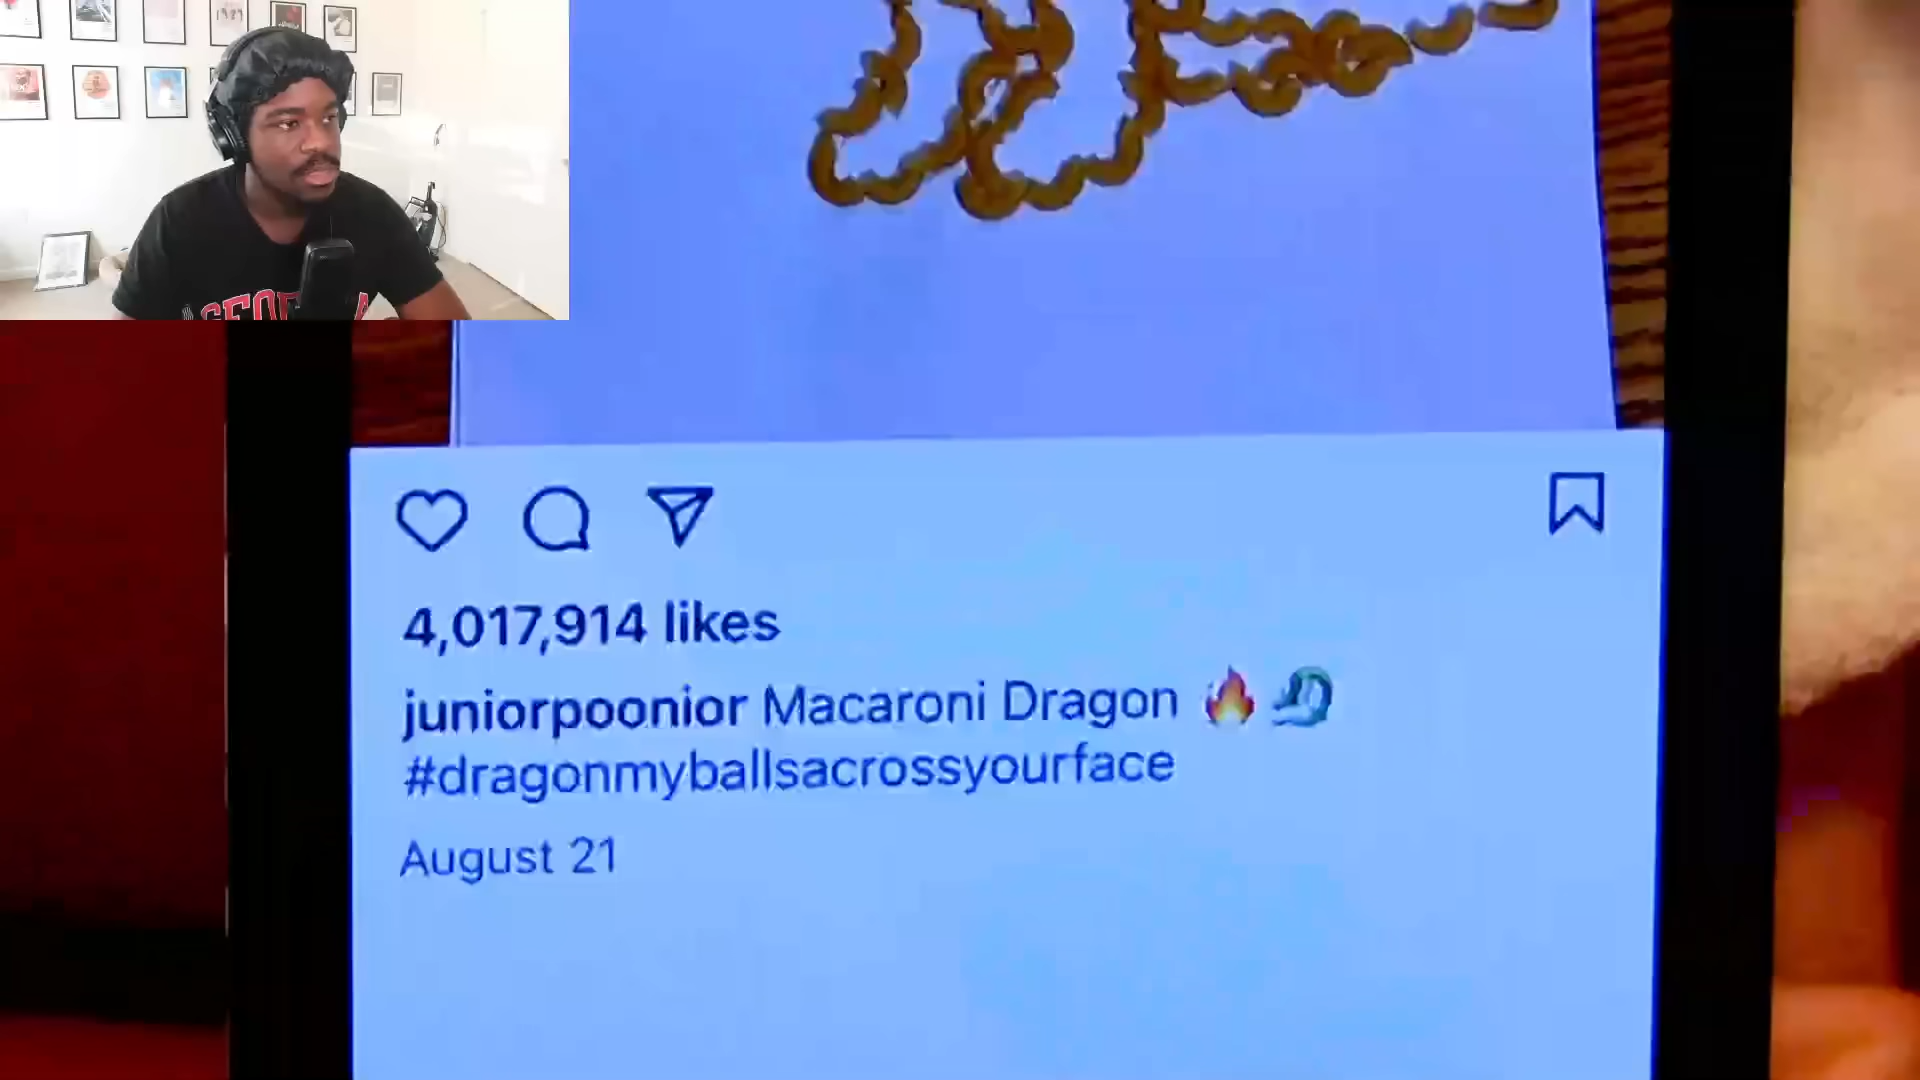 4,017,914 likes
juniorpoonior Macaroni Dragon 🔥 🌊
#dragonmyballsacrossyourface
August 21